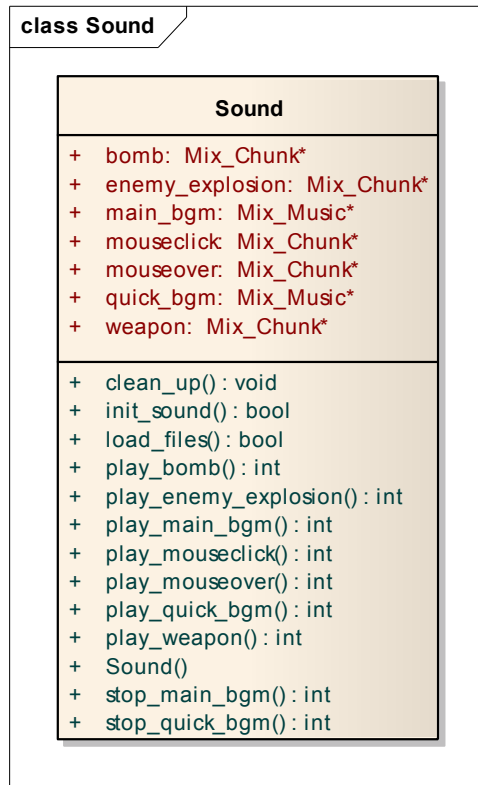 class Sound
Sound
+ bomb: Mix_Chunk*
+ enemy_explosion: Mix_Chunk*
+ main_bgm: Mix_Music*
+ mouseclick: Mix_Chunk*
+ mouseover: Mix_Chunk*
+ quick_bgm: Mix_Music*
+ weapon: Mix_Chunk*
+ clean_up() : void
+ init_sound() : bool
+ load_files() : bool
+ play_bomb() : int
+ play_enemy_explosion() : int
+ play_main_bgm() : int
+ play_mouseclick() : int
+ play_mouseover() : int
+ play_quick_bgm() : int
+ play_weapon() : int
+ Sound()
+ stop_main_bgm() : int
+ stop_quick_bgm() : int